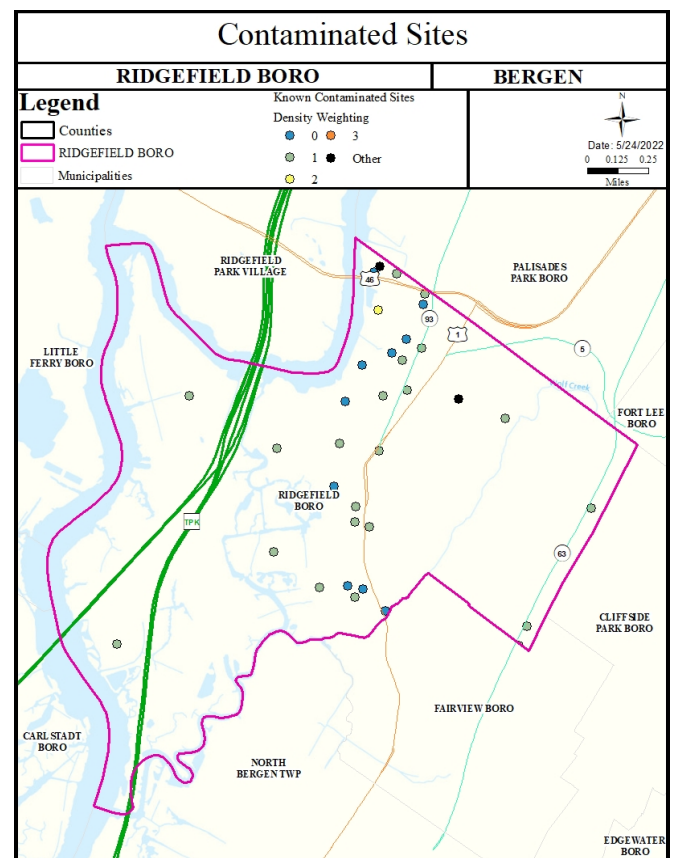 Contaminated Sites
RIDGEFIELD BORO
BERGEN
Legend
Counties
RIDGEFIELD BORO
Municipalities
Known Contaminated Sites
Density Weighting
0 3
1 Other
2
N
Date: 5/24/2022
0 0.125 0.25
Miles
RIDGEFIELD
PARK VILLAGE
46
PALISADES
PARK BORO
93
1
5
LITTLE
FERRY BORO
Wolf Creek
FORT LEE
BORO
RIDGEFIELD
BORO
TPK
63
CLIFFSIDE
PARK BORO
FAIRVIEW BORO
CARLSTADT
BORO
NORTH
BERGEN TWP
EDGEWATER
BORO